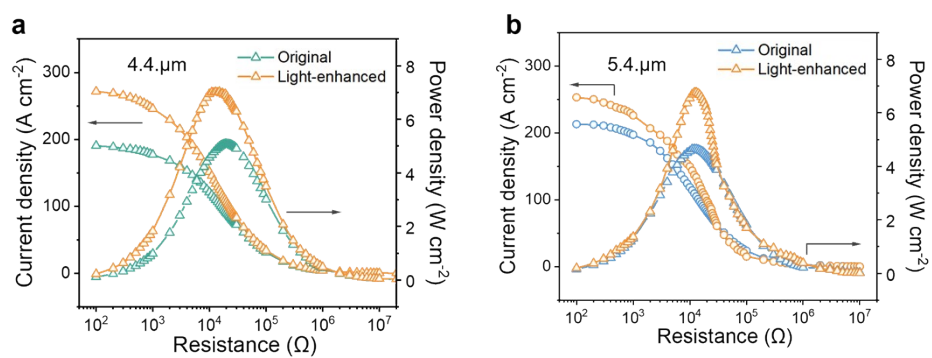 a
4.4.μm
Original
Light-enhanced
Current density (A cm⁻²)
300
200
100
0
Power density (W cm⁻²)
8
6
4
2
0
10² 10³ 10⁴ 10⁵ 10⁶ 10⁷
Resistance (Ω)
b
5.4.μm
Original
Light-enhanced
Current density (A cm⁻²)
300
200
100
0
Power density (W cm⁻²)
8
6
4
2
0
10² 10³ 10⁴ 10⁵ 10⁶ 10⁷
Resistance (Ω)